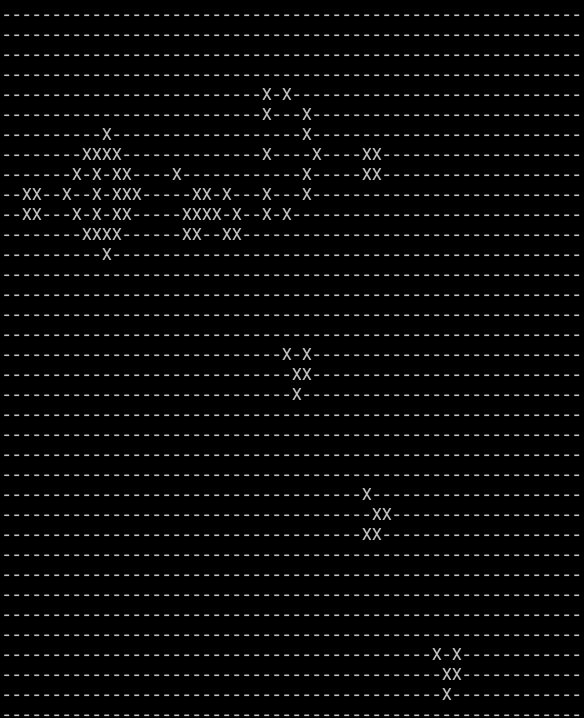 ----------------------------------------------------------
----------------------------------------------------------
----------------------------------------------------------
----------------------------------------------------------
--------------------------X-X-----------------------------
--------------------------X---X---------------------------
----------X-------------------X---------------------------
--------XXXX--------------X----X----XX--------------------
-------X-X-XX----X------------X-----XX--------------------
--XX--X--X-XXX-----XX-X---X---X---------------------------
--XX---X-X-XX-----XXXX-X--X-X-----------------------------
--------XXXX------XX--XX----------------------------------
----------X-----------------------------------------------
----------------------------------------------------------
----------------------------------------------------------
----------------------------------------------------------
----------------------------------------------------------
----------------------------X-X---------------------------
-----------------------------XX---------------------------
-----------------------------X----------------------------
----------------------------------------------------------
----------------------------------------------------------
----------------------------------------------------------
----------------------------------------------------------
------------------------------------X---------------------
-------------------------------------XX-------------------
------------------------------------XX--------------------
----------------------------------------------------------
----------------------------------------------------------
----------------------------------------------------------
----------------------------------------------------------
----------------------------------------------------------
-------------------------------------------X-X------------
--------------------------------------------XX------------
--------------------------------------------X-------------
----------------------------------------------------------